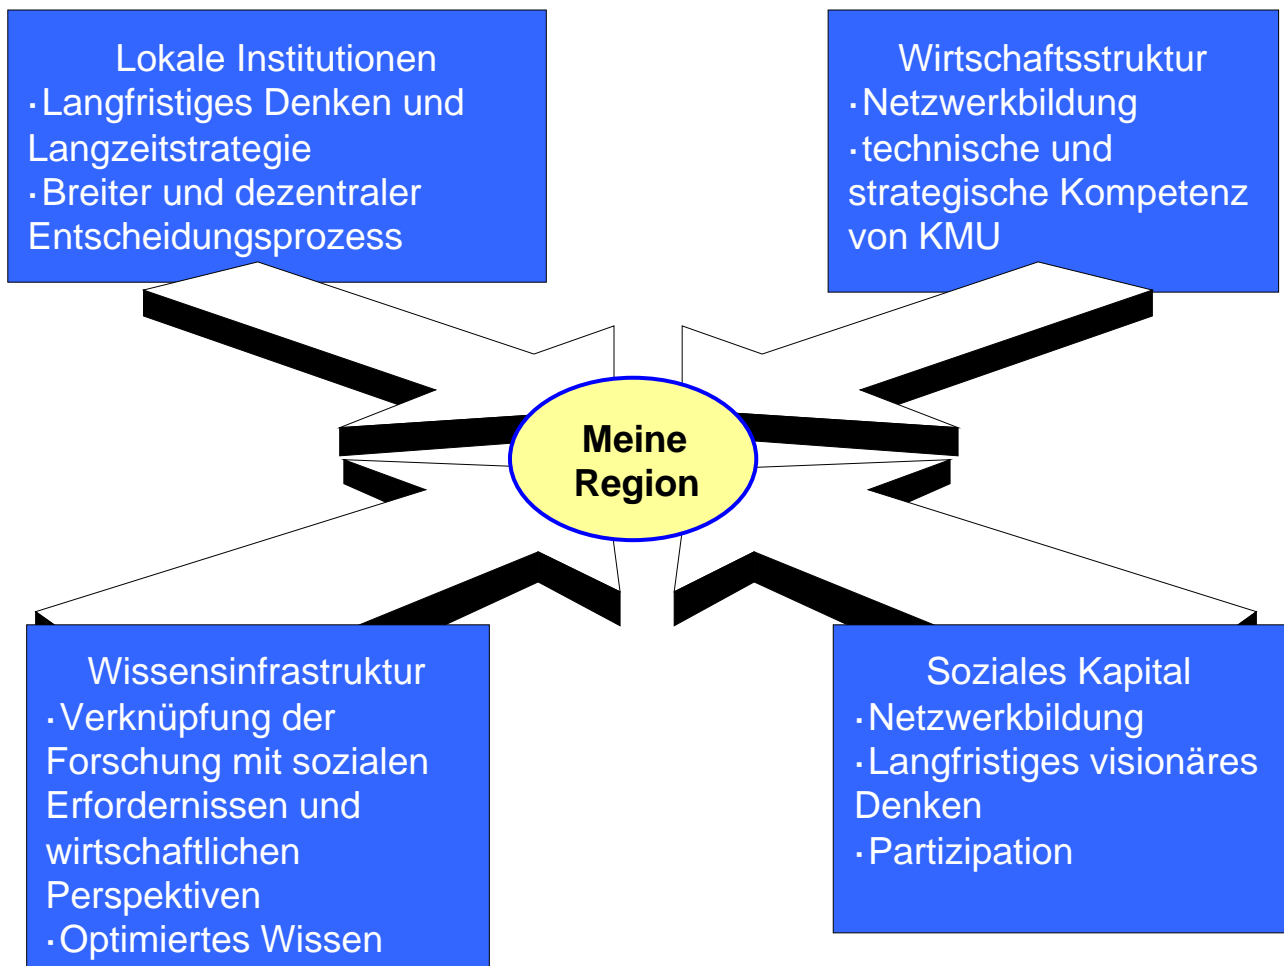 Lokale Institutionen
·Langfristiges Denken und
Langzeitstrategie
·Breiter und dezentraler
Entscheidungsprozess
Wirtschaftsstruktur
·Netzwerkbildung
·technische und
strategische Kompetenz
von KMU
Meine
Region
Wissensinfrastruktur
·Verknüpfung der
Forschung mit sozialen
Erfordernissen und
wirtschaftlichen
Perspektiven
·Optimiertes Wissen
Soziales Kapital
·Netzwerkbildung
·Langfristiges visionäres
Denken
·Partizipation